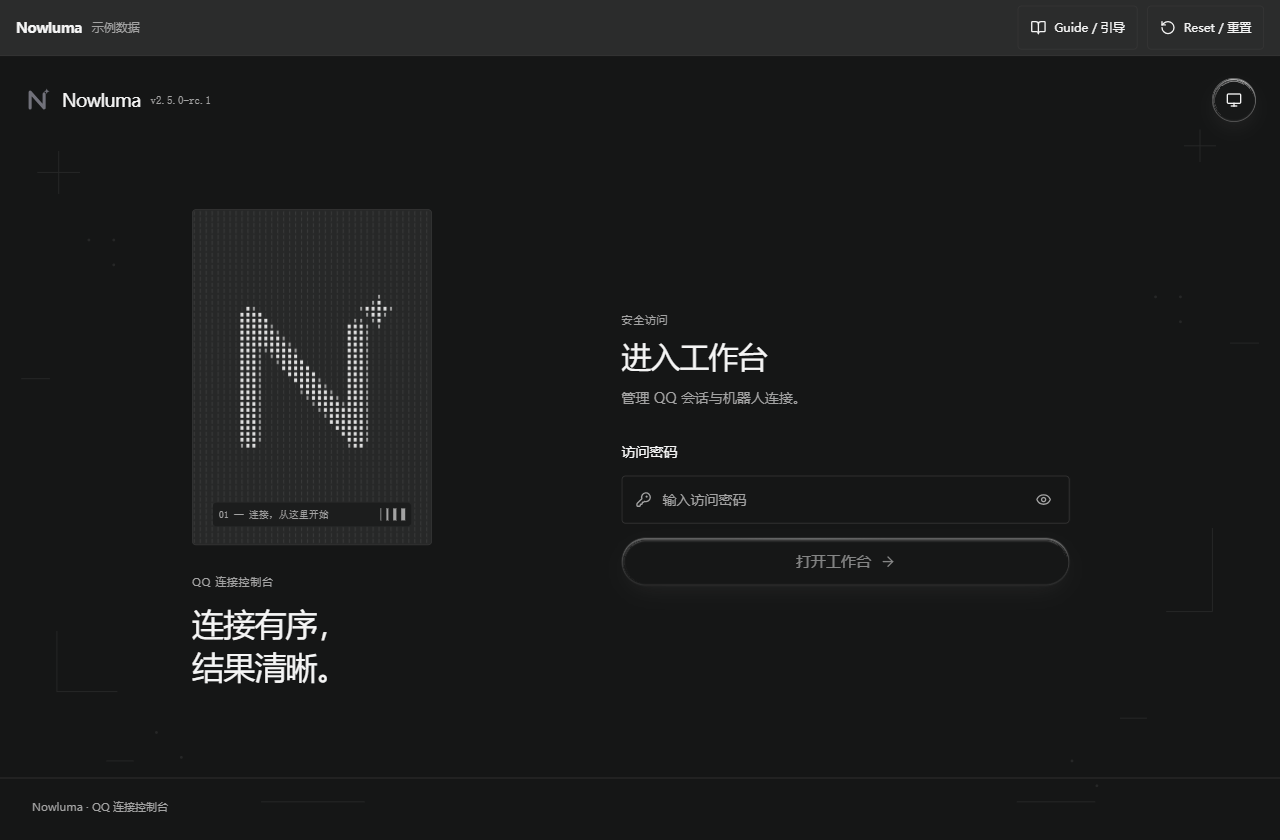 Nowluma 示例数据
Guide / 引导
Reset / 重置
Nowluma v2.5.0-rc.1
01 — 连接，从这里开始
QQ 连接控制台
连接有序，
结果清晰。
安全访问
进入工作台
管理 QQ 会话与机器人连接。
访问密码
输入访问密码
打开工作台 →
Nowluma · QQ 连接控制台